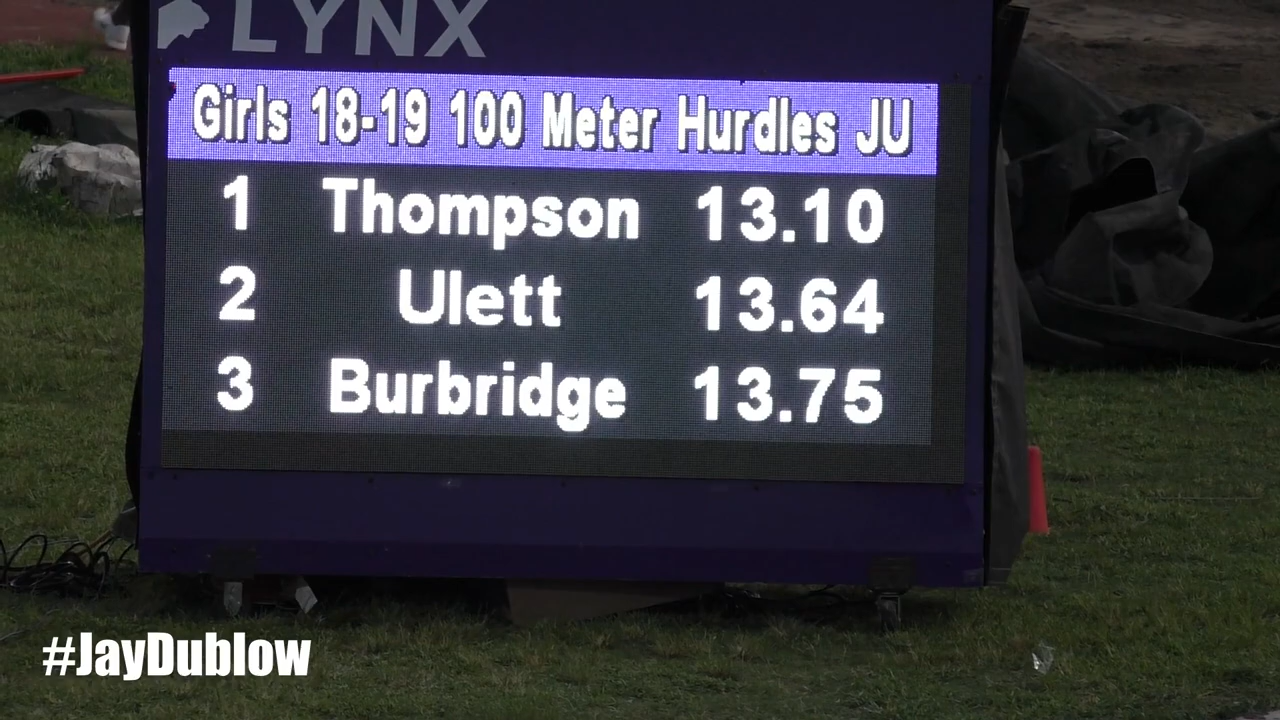 LYNX
Girls 18-19 100 Meter Hurdles JU
1 Thompson 13.10
2 Ulett 13.64
3 Burbridge 13.75
#JayDublow